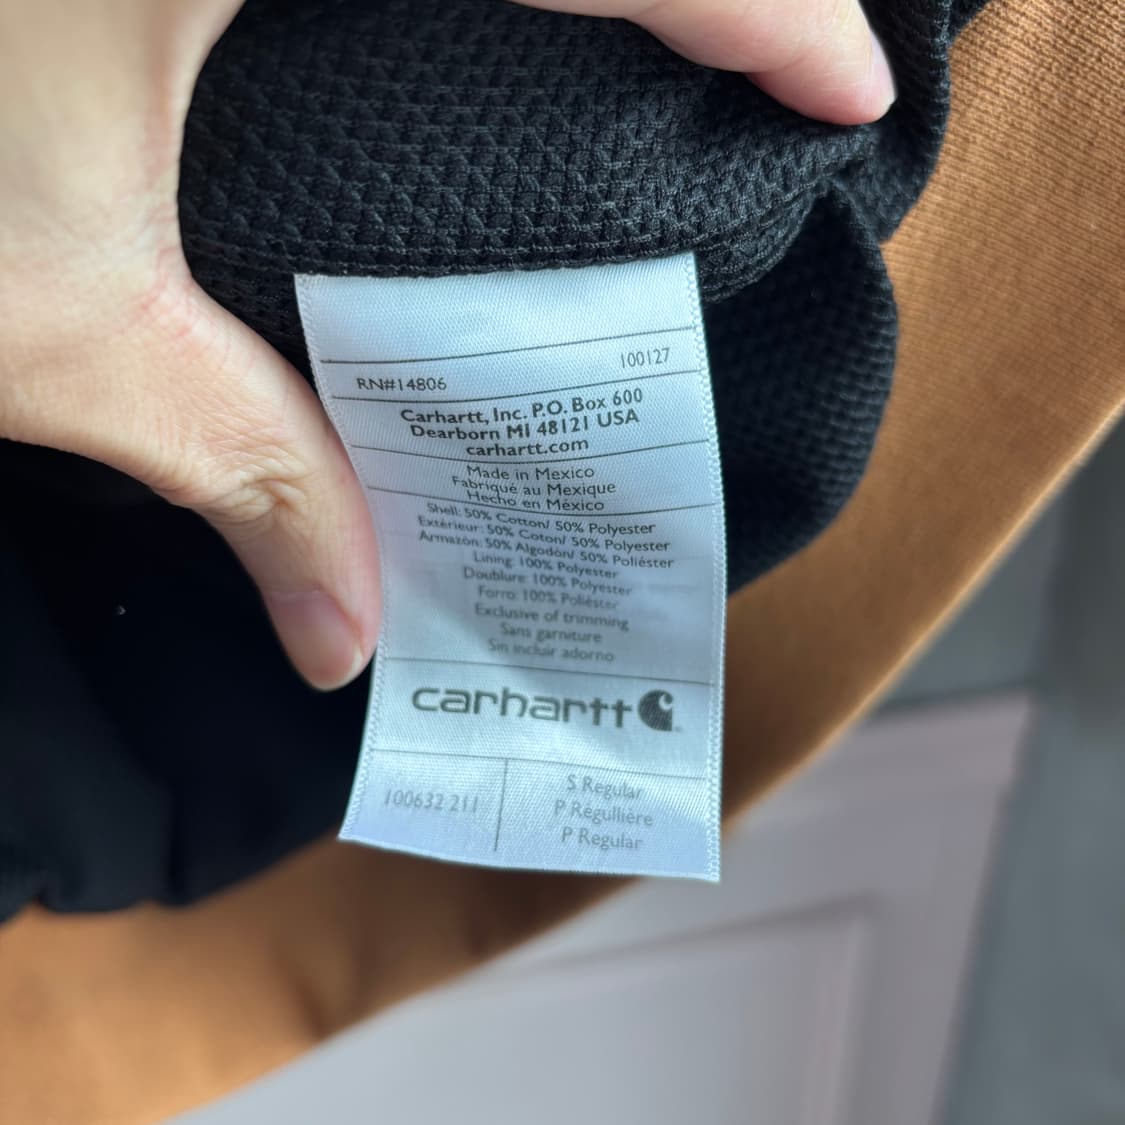 100127
RN#14806
Carhartt, Inc. P.O. Box 600
Dearborn MI 48121 USA
carhartt.com
Made in Mexico
Fabriqué au Mexique
Hecho en México
Shell: 50% Cotton/ 50% Polyester
Extérieur: 50% Coton/ 50% Polyester
Armazón: 50% Algodón/ 50% Poliéster
Lining: 100% Polyester
Doublure: 100% Polyester
Forro: 100% Poliéster
Exclusive of trimming
Sans garniture
Sin incluir adorno
carhartt
100632 211
S Regular
P Régullière
P Regular